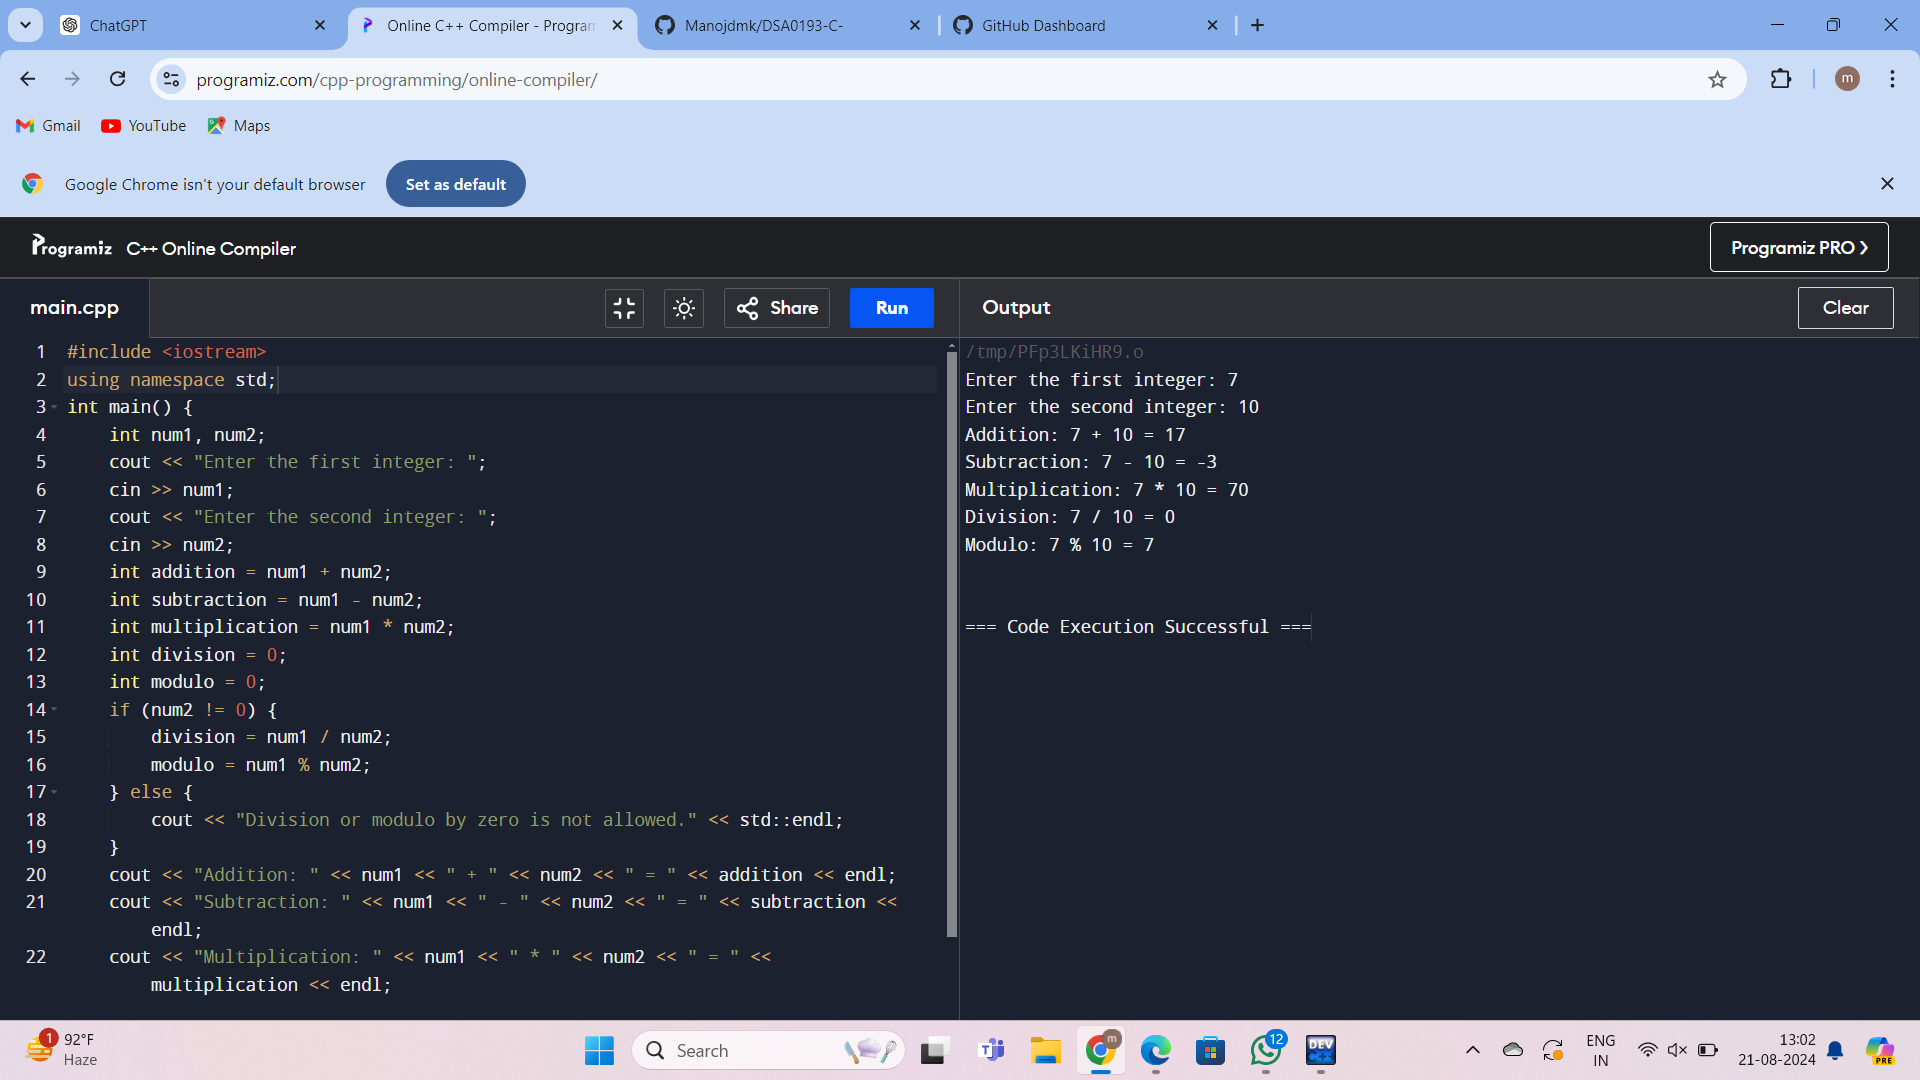 ChatGPT
Online C++ Compiler - Program
Manojdmk/DSA0193-C-
GitHub Dashboard
programiz.com/cpp-programming/online-compiler/
m
Gmail
YouTube
Maps
Google Chrome isn't your default browser
Set as default
Programiz
C++ Online Compiler
Programiz PRO >
main.cpp
Share
Run
1 #include <iostream>
2 using namespace std;
3 int main() {
4 int num1, num2;
5 cout << "Enter the first integer: ";
6 cin >> num1;
7 cout << "Enter the second integer: ";
8 cin >> num2;
9 int addition = num1 + num2;
10 int subtraction = num1 - num2;
11 int multiplication = num1 * num2;
12 int division = 0;
13 int modulo = 0;
14 if (num2 != 0) {
15 division = num1 / num2;
16 modulo = num1 % num2;
17 } else {
18 cout << "Division or modulo by zero is not allowed." << std::endl;
19 }
20 cout << "Addition: " << num1 << " + " << num2 << " = " << addition << endl;
21 cout << "Subtraction: " << num1 << " - " << num2 << " = " << subtraction <<
endl;
22 cout << "Multiplication: " << num1 << " * " << num2 << " = " <<
multiplication << endl;
Output
Clear
/tmp/PFp3LKiHR9.o
Enter the first integer: 7
Enter the second integer: 10
Addition: 7 + 10 = 17
Subtraction: 7 - 10 = -3
Multiplication: 7 * 10 = 70
Division: 7 / 10 = 0
Modulo: 7 % 10 = 7
=== Code Execution Successful ===
1
92°F
Haze
Search
m
12
DEV
ENG
IN
13:02
21-08-2024
PRE